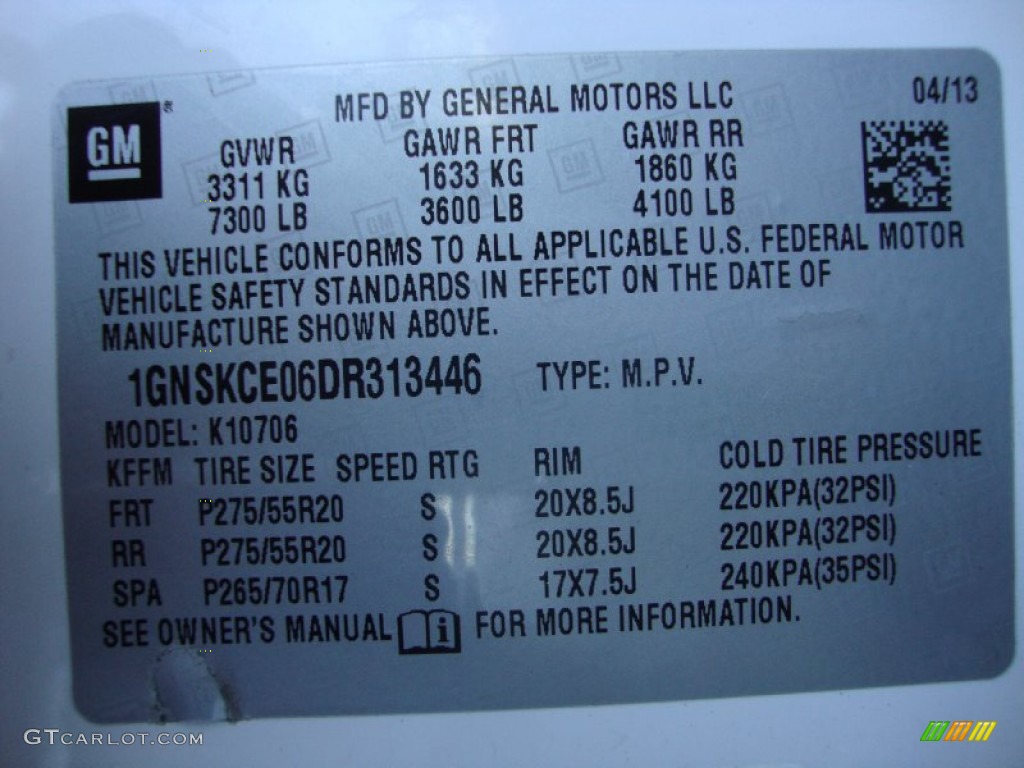 MFD BY GENERAL MOTORS LLC 04/13
GM®
GVWR GAWR FRT GAWR RR
3311 KG 1633 KG 1860 KG
7300 LB 3600 LB 4100 LB
THIS VEHICLE CONFORMS TO ALL APPLICABLE U.S. FEDERAL MOTOR
VEHICLE SAFETY STANDARDS IN EFFECT ON THE DATE OF
MANUFACTURE SHOWN ABOVE.
1GNSKCE06DR313446 TYPE: M.P.V.
MODEL: K10706
KFFM TIRE SIZE SPEED RTG RIM COLD TIRE PRESSURE
FRT P275/55R20 S 20X8.5J 220KPA(32PSI)
RR P275/55R20 S 20X8.5J 220KPA(32PSI)
SPA P265/70R17 S 17X7.5J 240KPA(35PSI)
SEE OWNER'S MANUAL i FOR MORE INFORMATION.
GTCARLOT.COM